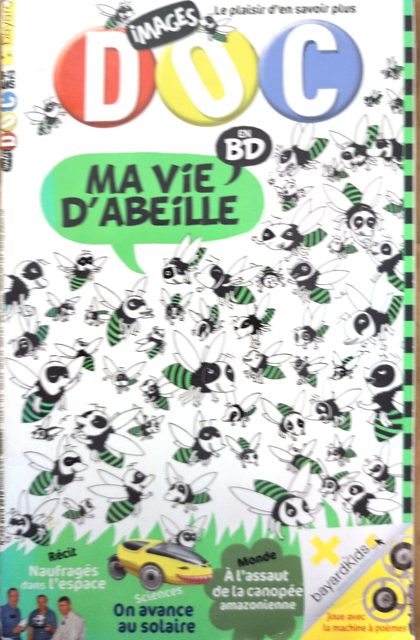 IMAGES
Le plaisir d'en savoir plus
DOC
EN
BD
MA ViE
D'ABEiLLE
Récit
Naufragés
dans l'espace
Sciences
On avance
au solaire
Monde
À l'assaut
de la canopée
amazonienne
bayardkids
Joue avec
la machine à poèmes